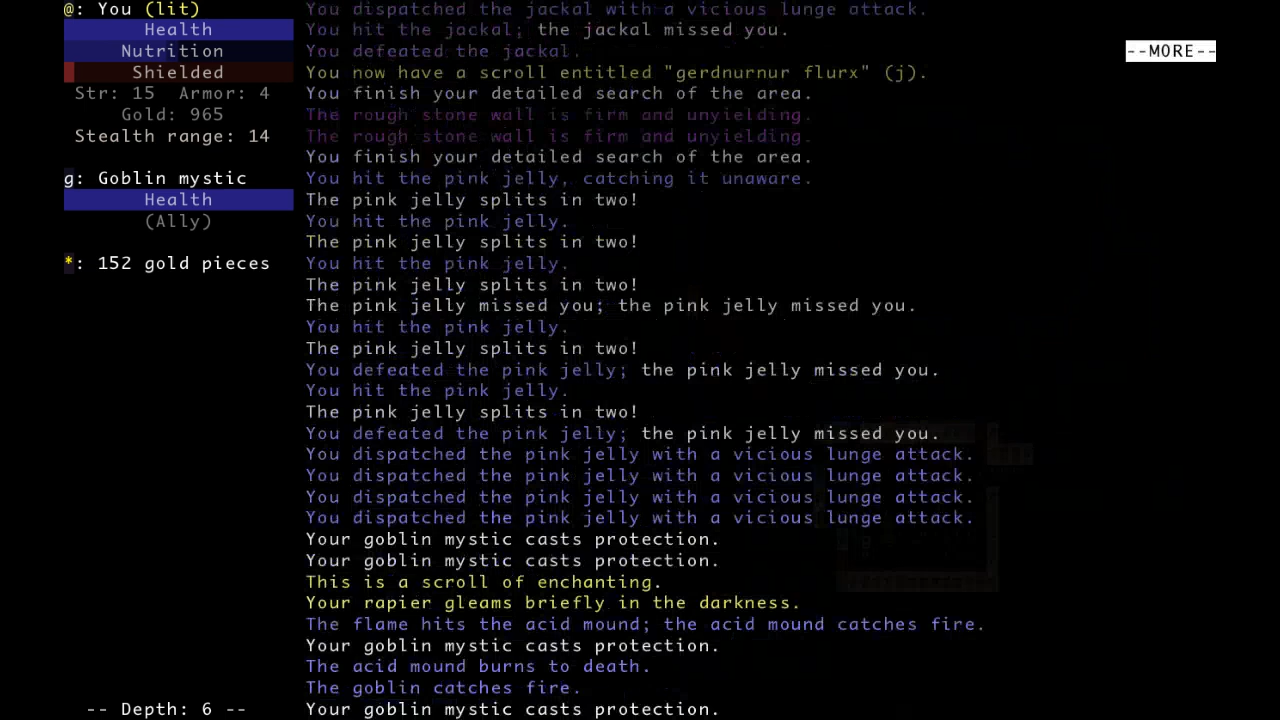 @: You (lit)
Health
Nutrition
Shielded
Str: 15 Armor: 4
Gold: 965
Stealth range: 14
g: Goblin mystic
Health
(Ally)
*: 152 gold pieces
-- Depth: 6 --
You dispatched the jackal with a vicious lunge attack.
You hit the jackal; the jackal missed you.
You defeated the jackal.
You now have a scroll entitled "gerdnurnur flurx" (j).
You finish your detailed search of the area.
The rough stone wall is firm and unyielding.
The rough stone wall is firm and unyielding.
You finish your detailed search of the area.
You hit the pink jelly, catching it unaware.
The pink jelly splits in two!
You hit the pink jelly.
The pink jelly splits in two!
You hit the pink jelly.
The pink jelly splits in two!
The pink jelly missed you; the pink jelly missed you.
You hit the pink jelly.
The pink jelly splits in two!
You defeated the pink jelly; the pink jelly missed you.
You hit the pink jelly.
The pink jelly splits in two!
You defeated the pink jelly; the pink jelly missed you.
You dispatched the pink jelly with a vicious lunge attack.
You dispatched the pink jelly with a vicious lunge attack.
You dispatched the pink jelly with a vicious lunge attack.
You dispatched the pink jelly with a vicious lunge attack.
Your goblin mystic casts protection.
Your goblin mystic casts protection.
This is a scroll of enchanting.
Your rapier gleams briefly in the darkness.
The flame hits the acid mound; the acid mound catches fire.
Your goblin mystic casts protection.
The acid mound burns to death.
The goblin catches fire.
Your goblin mystic casts protection.
--MORE--